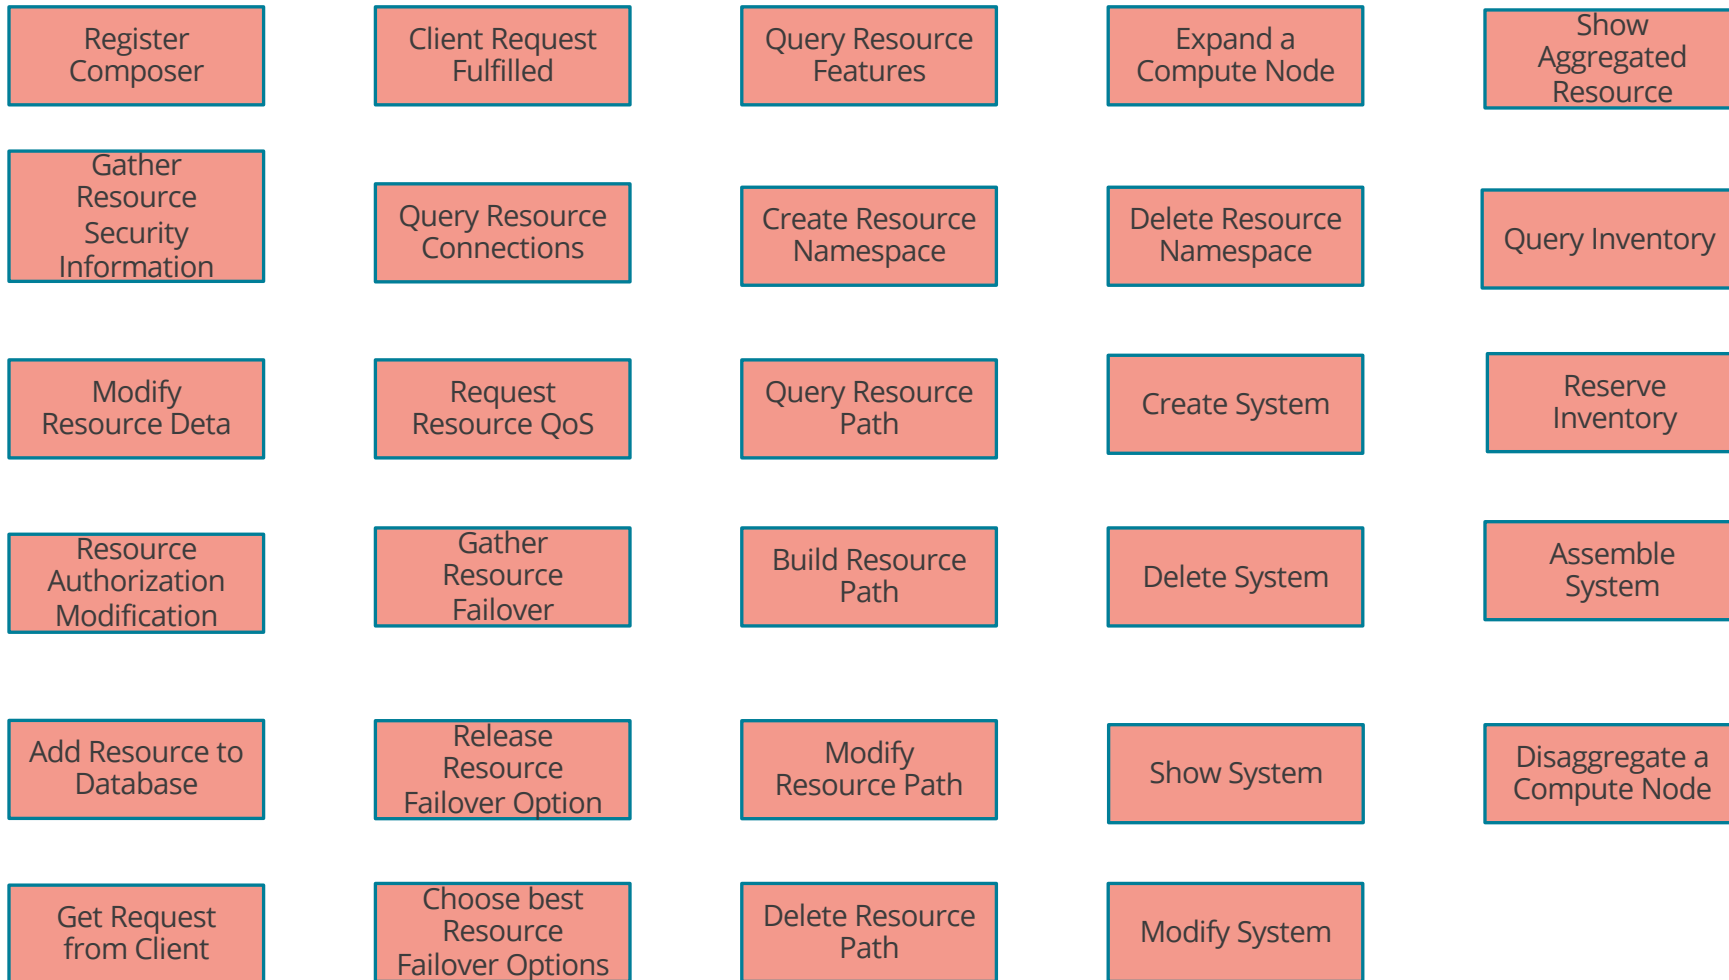 Register
Composer
Client Request
Fulfilled
Query Resource
Features
Expand a
Compute Node
Show
Aggregated
Resource
Gather
Resource
Security
Information
Query Resource
Connections
Create Resource
Namespace
Delete Resource
Namespace
Query Inventory
Modify
Resource Deta
Request
Resource QoS
Query Resource
Path
Create System
Reserve
Inventory
Resource
Authorization
Modification
Gather
Resource
Failover
Build Resource
Path
Delete System
Assemble
System
Add Resource to
Database
Release
Resource
Failover Option
Modify
Resource Path
Show System
Disaggregate a
Compute Node
Get Request
from Client
Choose best
Resource
Failover Options
Delete Resource
Path
Modify System